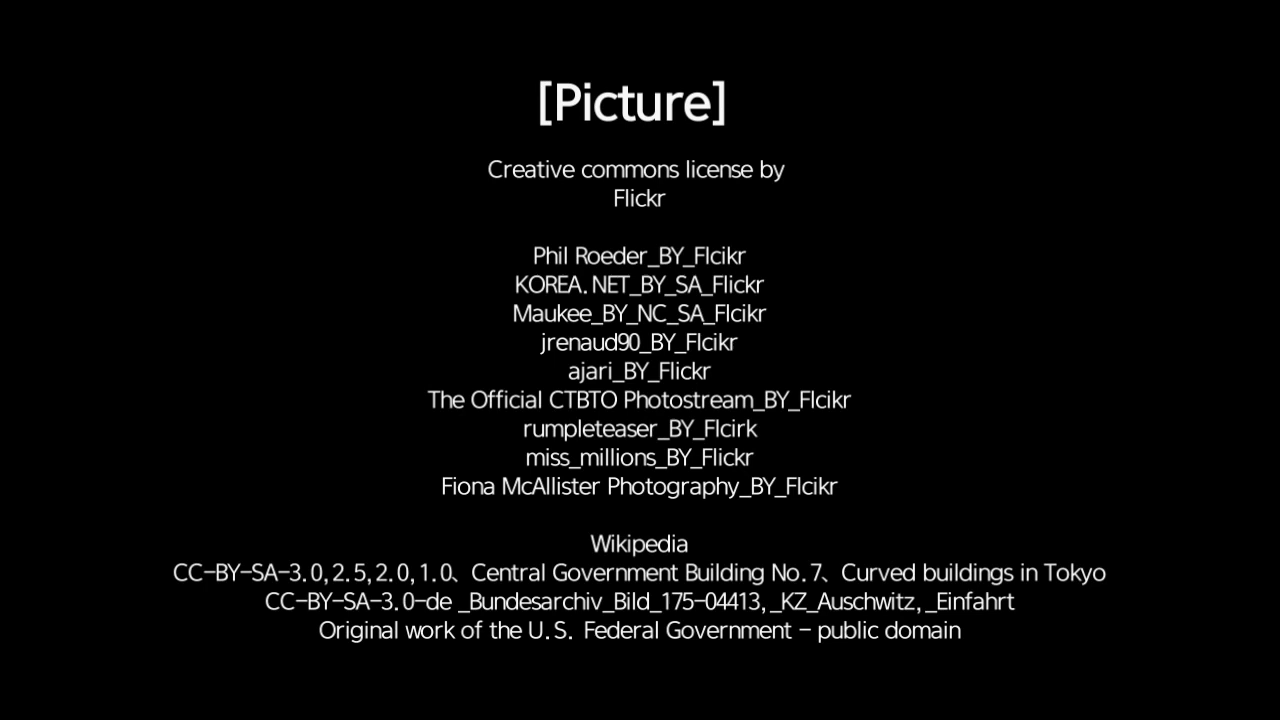 [Picture]
Creative commons license by
Flickr
Phil Roeder_BY_Flcikr
KOREA.NET_BY_SA_Flickr
Maukee_BY_NC_SA_Flcikr
jrenaud90_BY_Flcikr
ajari_BY_Flickr
The Official CTBTO Photostream_BY_Flcikr
rumpleteaser_BY_Flcirk
miss_millions_BY_Flickr
Fiona McAllister Photography_BY_Flcikr
Wikipedia
CC-BY-SA-3.0,2.5,2.0,1.0、Central Government Building No.7、Curved buildings in Tokyo
CC-BY-SA-3.0-de _Bundesarchiv_Bild_175-04413,_KZ_Auschwitz,_Einfahrt
Original work of the U.S. Federal Government - public domain